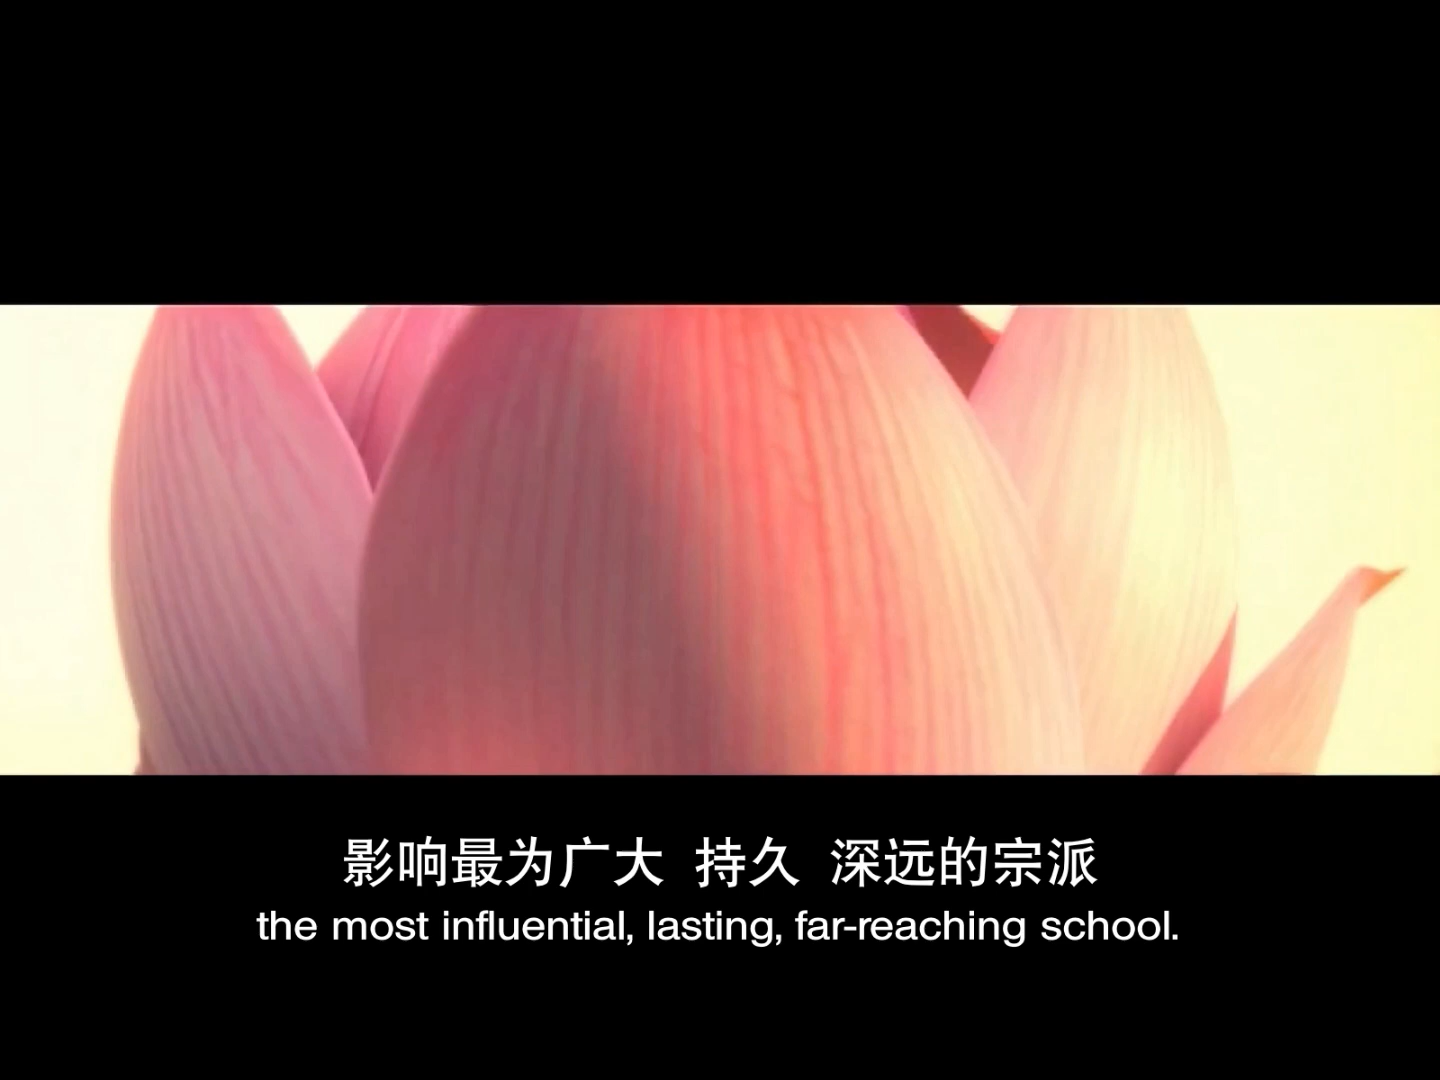 影响最为广大 持久 深远的宗派
the most influential, lasting, far-reaching school.